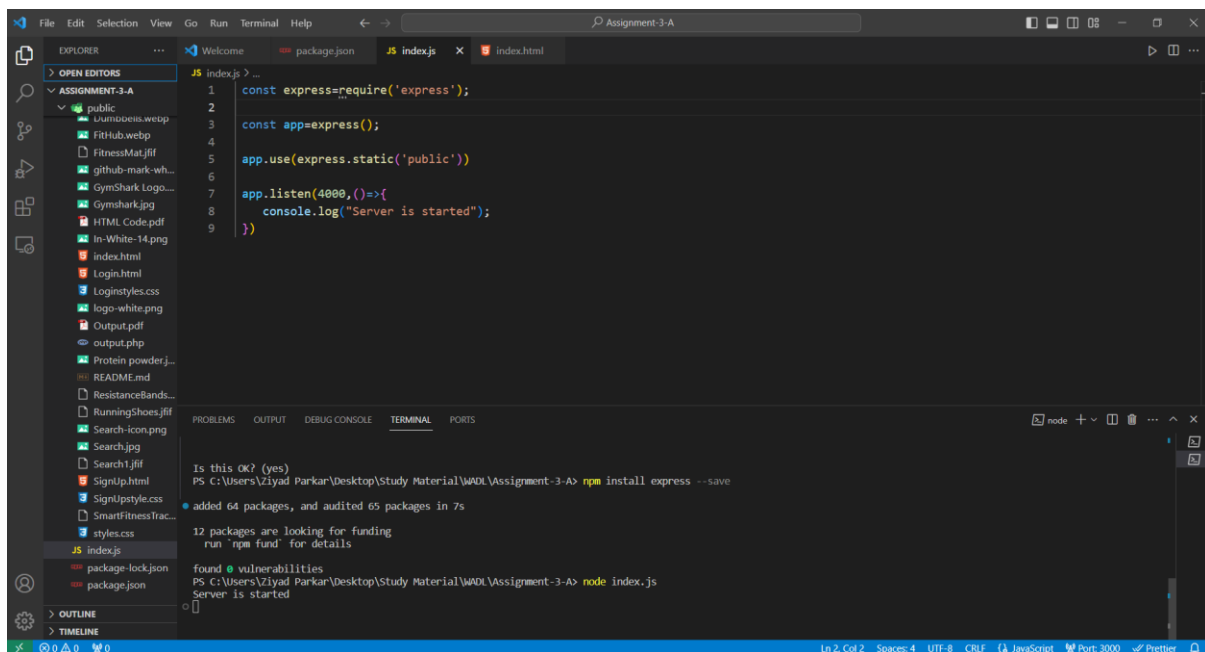 File Edit Selection View Go Run Terminal Help
Assignment-3-A
EXPLORER
Welcome
package.json
JS index.js
index.html
OPEN EDITORS
ASSIGNMENT-3-A
public
Dumbbells.webp
FitHub.webp
FitnessMat.jfif
github-mark-wh...
GymShark Logo....
Gymshark.jpg
HTML Code.pdf
In-White-14.png
index.html
Login.html
Loginstyles.css
logo-white.png
Output.pdf
output.php
Protein powder.j...
README.md
ResistanceBands...
RunningShoes.jfif
Search-icon.png
Search.jpg
Search1.jfif
SignUp.html
SignUpstyle.css
SmartFitnessTrac...
styles.css
JS index.js
package-lock.json
package.json
OUTLINE
TIMELINE
JS index.js > ...
1 const express=require('express');
2
3 const app=express();
4
5 app.use(express.static('public'))
6
7 app.listen(4000,()=>{
8 console.log("Server is started");
9 })
PROBLEMS OUTPUT DEBUG CONSOLE TERMINAL PORTS
node
Is this OK? (yes)
PS C:\Users\Ziyad Parkar\Desktop\Study Material\WADL\Assignment-3-A> npm install express --save
added 64 packages, and audited 65 packages in 7s
12 packages are looking for funding
run `npm fund` for details
found 0 vulnerabilities
PS C:\Users\Ziyad Parkar\Desktop\Study Material\WADL\Assignment-3-A> node index.js
Server is started
0 0 0
Ln 2, Col 2 Spaces: 4 UTF-8 CRLF {} JavaScript Port: 3000 Prettier